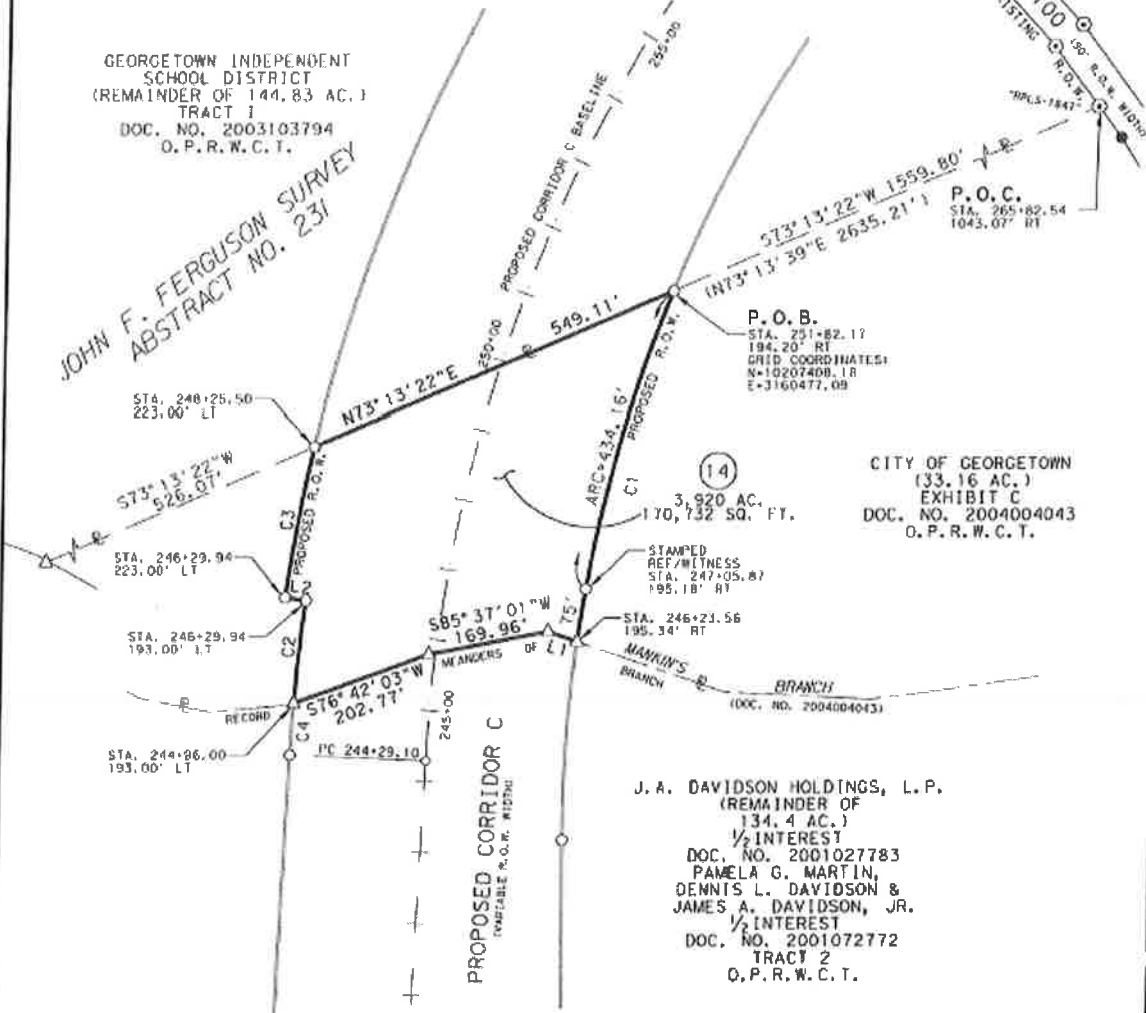 GEORGETOWN INDEPENDENT
SCHOOL DISTRICT
(REMAINDER OF 144.83 AC.)
TRACT 1
DOC. NO. 2003103794
O.P.R.W.C.T.
JOHN F. FERGUSON SURVEY
ABSTRACT NO. 231
PROPOSED CORRIDOR C BASELINE
255+00
250+00
245+00
EXISTING R.O.W.
(90' R.O.W. WIDTH)
"RPLS-1847"
P.O.C.
STA. 265+82.54
1043.07' RT
S73°13'22"W 1559.80'
(N73°13'39"E 2635.21')
P.O.B.
STA. 251+82.17
194.20' RT
GRID COORDINATES:
N=10207408.18
E=3160477.09
N73°13'22"E 549.11'
STA. 248+25.50
223.00' LT
S73°13'22"W
526.07'
C3
PROPOSED R.O.W.
ARC=434.16'
C1
PROPOSED R.O.W.
14
3.920 AC.
170,732 SQ. FT.
CITY OF GEORGETOWN
(33.16 AC.)
EXHIBIT C
DOC. NO. 2004004043
O.P.R.W.C.T.
STA. 246+29.94
223.00' LT
L2
STA. 246+29.94
193.00' LT
C2
STAMPED
REF/WITNESS
STA. 247+05.87
195.18' RT
75'
STA. 246+23.56
195.34' RT
S85°37'01"W
169.96'
MEANDERS OF L1
MANKIN'S
BRANCH
BRANCH
(DOC. NO. 2004004043)
RECORD
S76°42'03"W
202.77'
C4
STA. 244+96.00
193.00' LT
PC 244+29.10
PROPOSED CORRIDOR C
(VARIABLE R.O.W. WIDTH)
J.A. DAVIDSON HOLDINGS, L.P.
(REMAINDER OF
134.4 AC.)
1/2 INTEREST
DOC. NO. 2001027783
PAMELA G. MARTIN,
DENNIS L. DAVIDSON &
JAMES A. DAVIDSON, JR.
1/2 INTEREST
DOC. NO. 2001072772
TRACT 2
O.P.R.W.C.T.